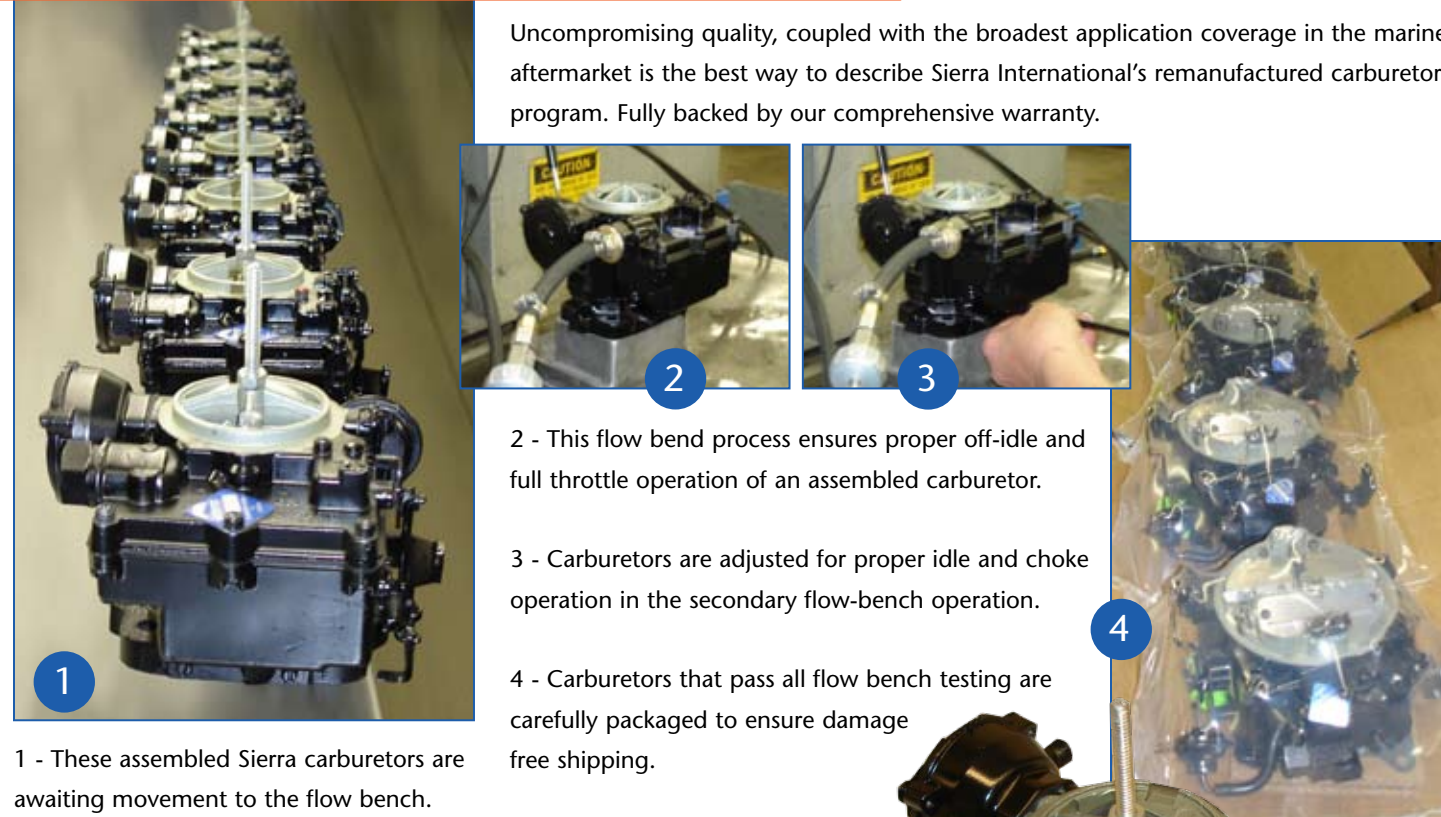 Uncompromising quality, coupled with the broadest application coverage in the marine
aftermarket is the best way to describe Sierra International's remanufactured carburetor
program. Fully backed by our comprehensive warranty.
CAUTION
CAUTION
2
3
2 - This flow bend process ensures proper off-idle and
full throttle operation of an assembled carburetor.
3 - Carburetors are adjusted for proper idle and choke
operation in the secondary flow-bench operation.
4
4 - Carburetors that pass all flow bench testing are
carefully packaged to ensure damage
free shipping.
1
1 - These assembled Sierra carburetors are
awaiting movement to the flow bench.